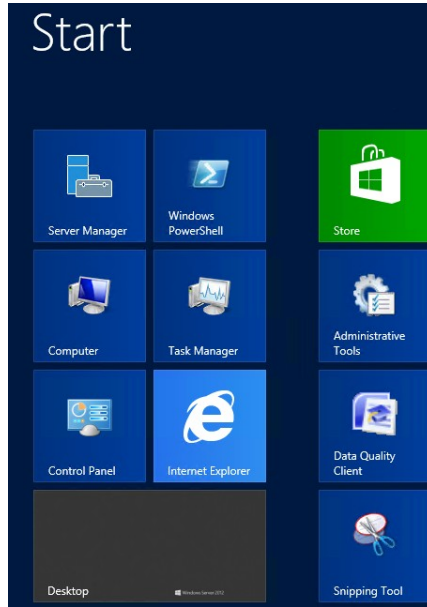 Start
Server Manager
Windows
PowerShell
Store
Computer
Task Manager
Administrative
Tools
Control Panel
Internet Explorer
Data Quality
Client
Desktop
Windows Server 2012
Snipping Tool